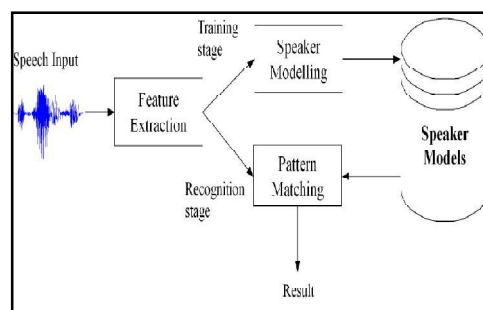 Speech Input
Feature
Extraction
Training
stage
Speaker
Modelling
Speaker
Models
Recognition
stage
Pattern
Matching
Result